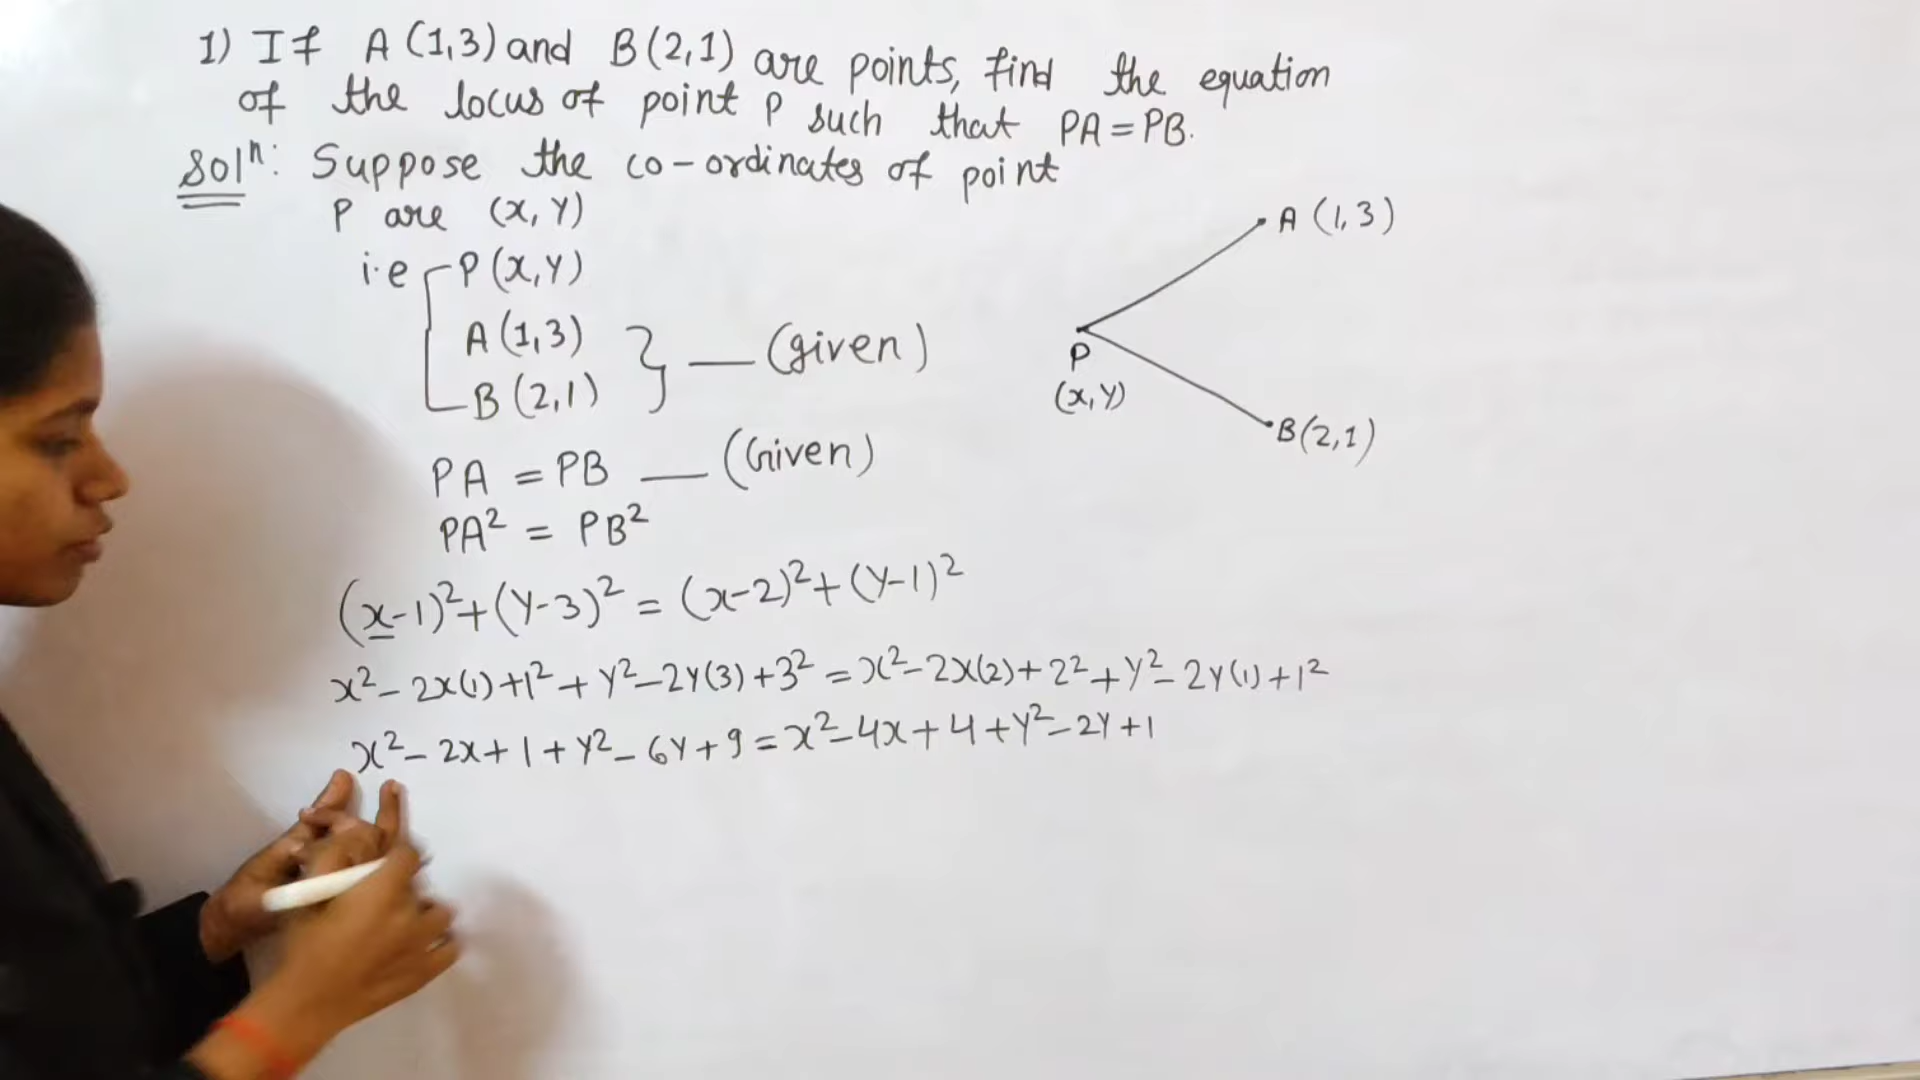 1) If A (1,3) and B (2,1) are points, find the equation
of the locus of point P such that PA = PB.
Solⁿ: Suppose the co-ordinates of point
P are (x, y)
i.e P (x, y)
A (1,3)
B (2,1) } — (given)
PA = PB — (Given)
PA² = PB²
(x-1)² + (y-3)² = (x-2)² + (y-1)²
x² - 2x(1) + 1² + y² - 2y(3) + 3² = x² - 2x(2) + 2² + y² - 2y(1) + 1²
x² - 2x + 1 + y² - 6y + 9 = x² - 4x + 4 + y² - 2y + 1
A (1,3)
P
(x, y)
B (2,1)